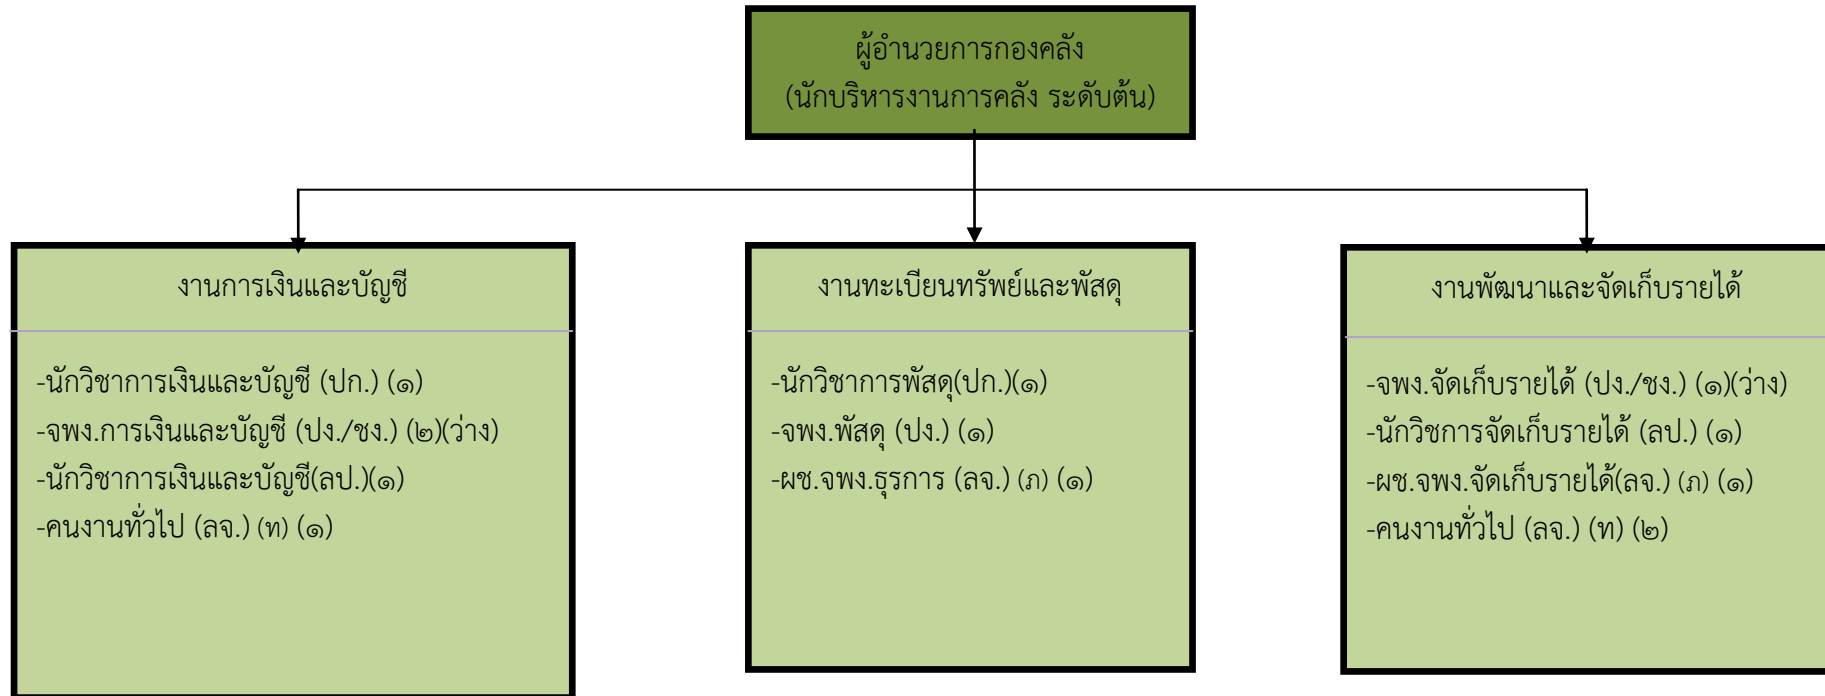 ผู้อำนวยการกองคลัง
(นักบริหารงานการคลัง ระดับต้น)
งานการเงินและบัญชี
-นักวิชาการเงินและบัญชี (ปก.) (๑)
-จพง.การเงินและบัญชี (ปง./ชง.) (๒)(ว่าง)
-นักวิชาการเงินและบัญชี(ลป.)(๑)
-คนงานทั่วไป (ลจ.) (ท) (๑)
งานทะเบียนทรัพย์และพัสดุ
-นักวิชาการพัสดุ(ปก.)(๑)
-จพง.พัสดุ (ปง.) (๑)
-ผช.จพง.ธุรการ (ลจ.) (ภ) (๑)
งานพัฒนาและจัดเก็บรายได้
-จพง.จัดเก็บรายได้ (ปง./ชง.) (๑)(ว่าง)
-นักวิชการจัดเก็บรายได้ (ลป.) (๑)
-ผช.จพง.จัดเก็บรายได้(ลจ.) (ภ) (๑)
-คนงานทั่วไป (ลจ.) (ท) (๒)